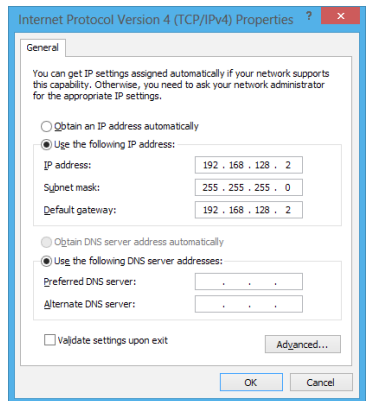 Internet Protocol Version 4 (TCP/IPv4) Properties ? x
General
You can get IP settings assigned automatically if your network supports
this capability. Otherwise, you need to ask your network administrator
for the appropriate IP settings.
Obtain an IP address automatically
Use the following IP address:
IP address: 192 . 168 . 128 . 2
Subnet mask: 255 . 255 . 255 . 0
Default gateway: 192 . 168 . 128 . 2
Obtain DNS server address automatically
Use the following DNS server addresses:
Preferred DNS server: . . .
Alternate DNS server: . . .
Validate settings upon exit
Advanced...
OK Cancel